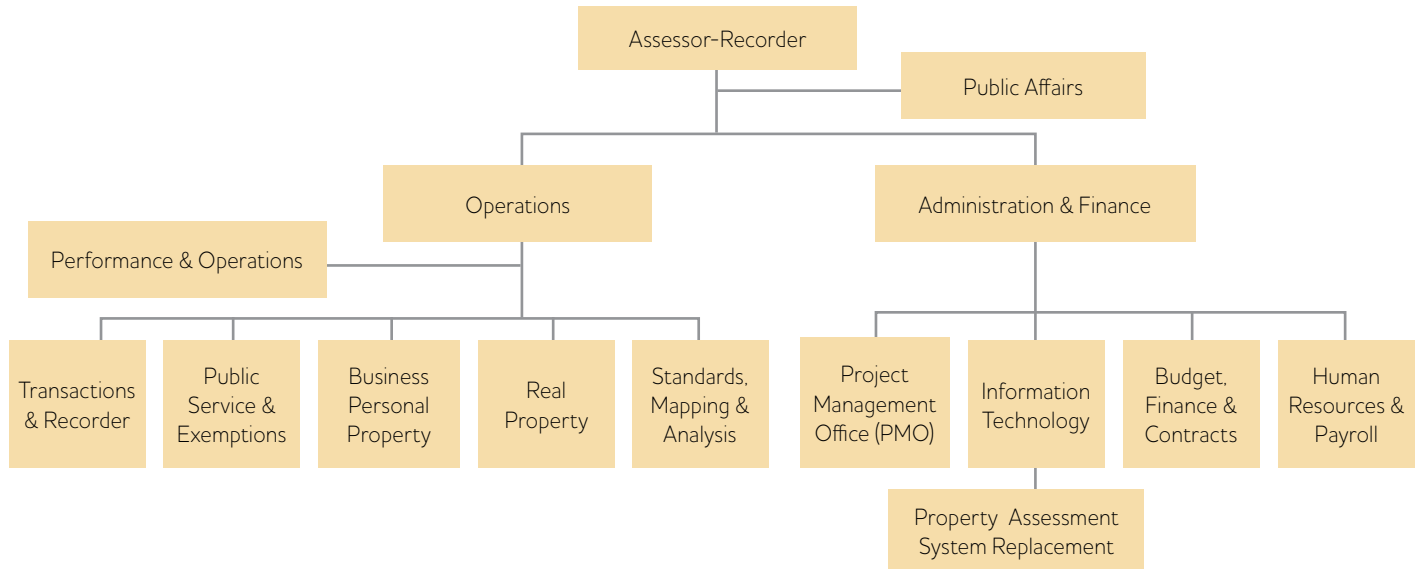 Assessor-Recorder
Public Affairs
Operations
Administration & Finance
Performance & Operations
Transactions
& Recorder
Public
Service &
Exemptions
Business
Personal
Property
Real
Property
Standards,
Mapping &
Analysis
Project
Management
Office (PMO)
Information
Technology
Budget,
Finance &
Contracts
Human
Resources &
Payroll
Property Assessment
System Replacement